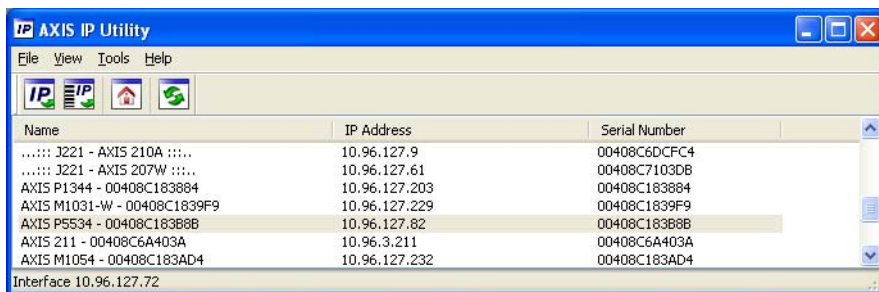 IP AXIS IP Utility
File View Tools Help
IP IP
Name IP Address Serial Number
...::: J221 - AXIS 210A :::.. 10.96.127.9 00408C6DCFC4
...::: J221 - AXIS 207W :::.. 10.96.127.61 00408C7103DB
AXIS P1344 - 00408C183884 10.96.127.203 00408C183884
AXIS M1031-W - 00408C1839F9 10.96.127.229 00408C1839F9
AXIS P5534 - 00408C183B8B 10.96.127.82 00408C183B8B
AXIS 211 - 00408C6A403A 10.96.3.211 00408C6A403A
AXIS M1054 - 00408C183AD4 10.96.127.232 00408C183AD4
Interface 10.96.127.72